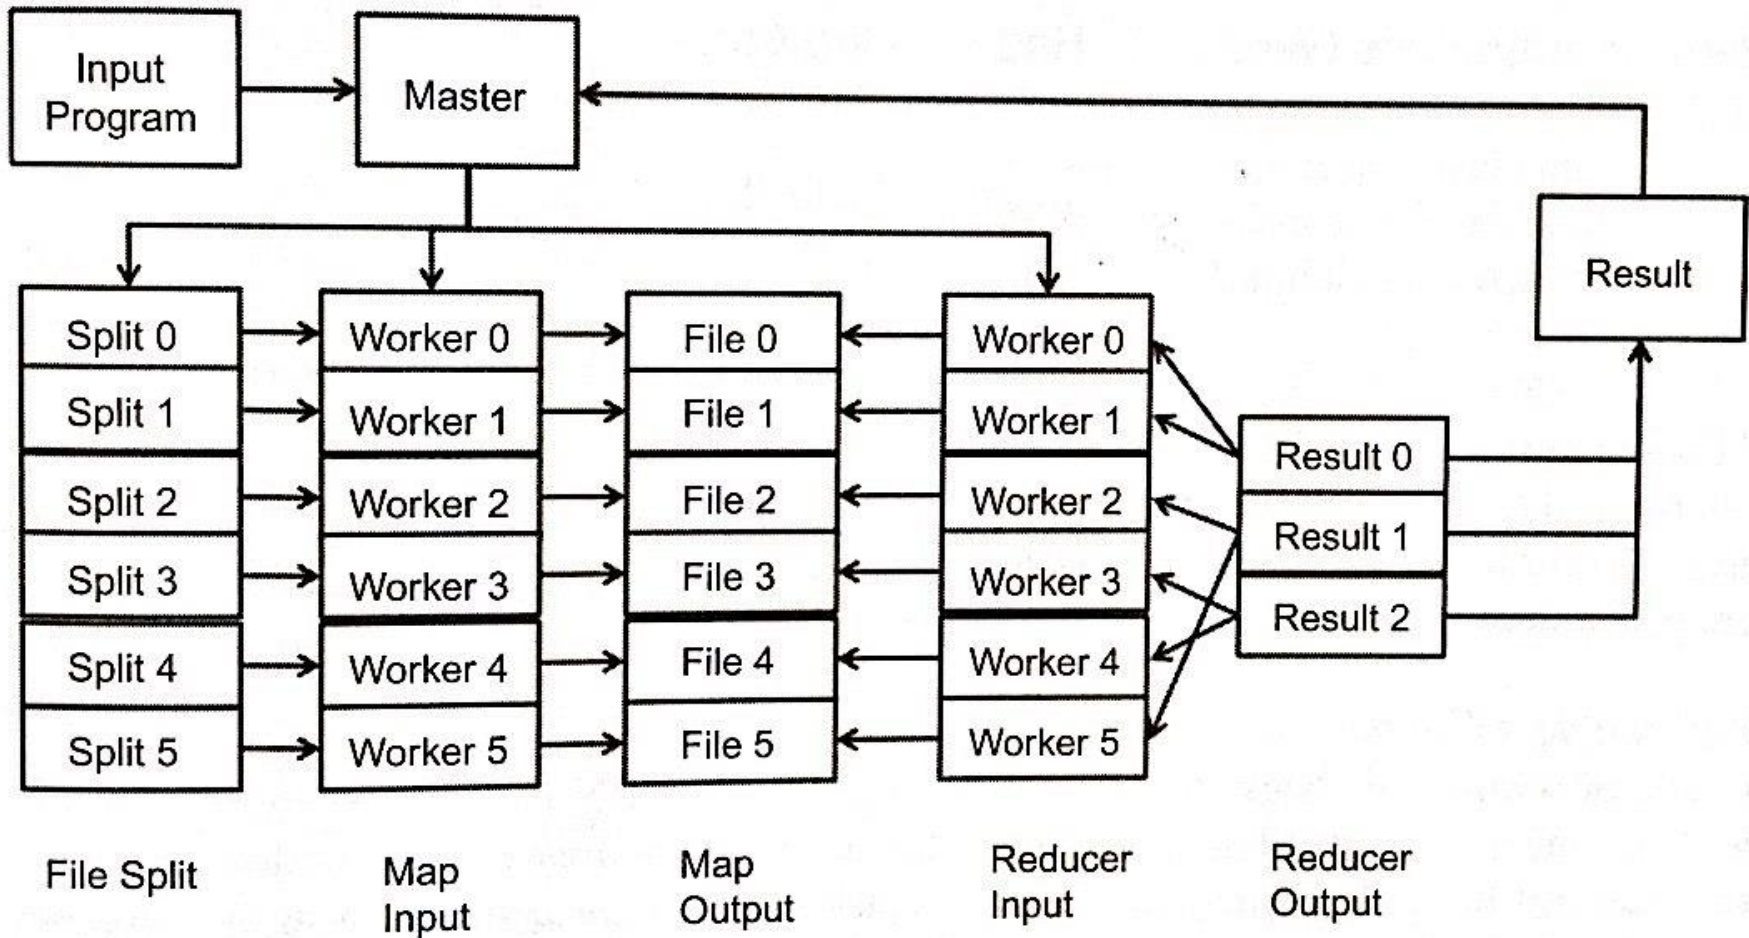 Input
Program
Master
Result
Split 0
Worker 0
File 0
Worker 0
Split 1
Worker 1
File 1
Worker 1
Result 0
Split 2
Worker 2
File 2
Worker 2
Result 1
Split 3
Worker 3
File 3
Worker 3
Result 2
Split 4
Worker 4
File 4
Worker 4
Split 5
Worker 5
File 5
Worker 5
File Split
Map
Input
Map
Output
Reducer
Input
Reducer
Output